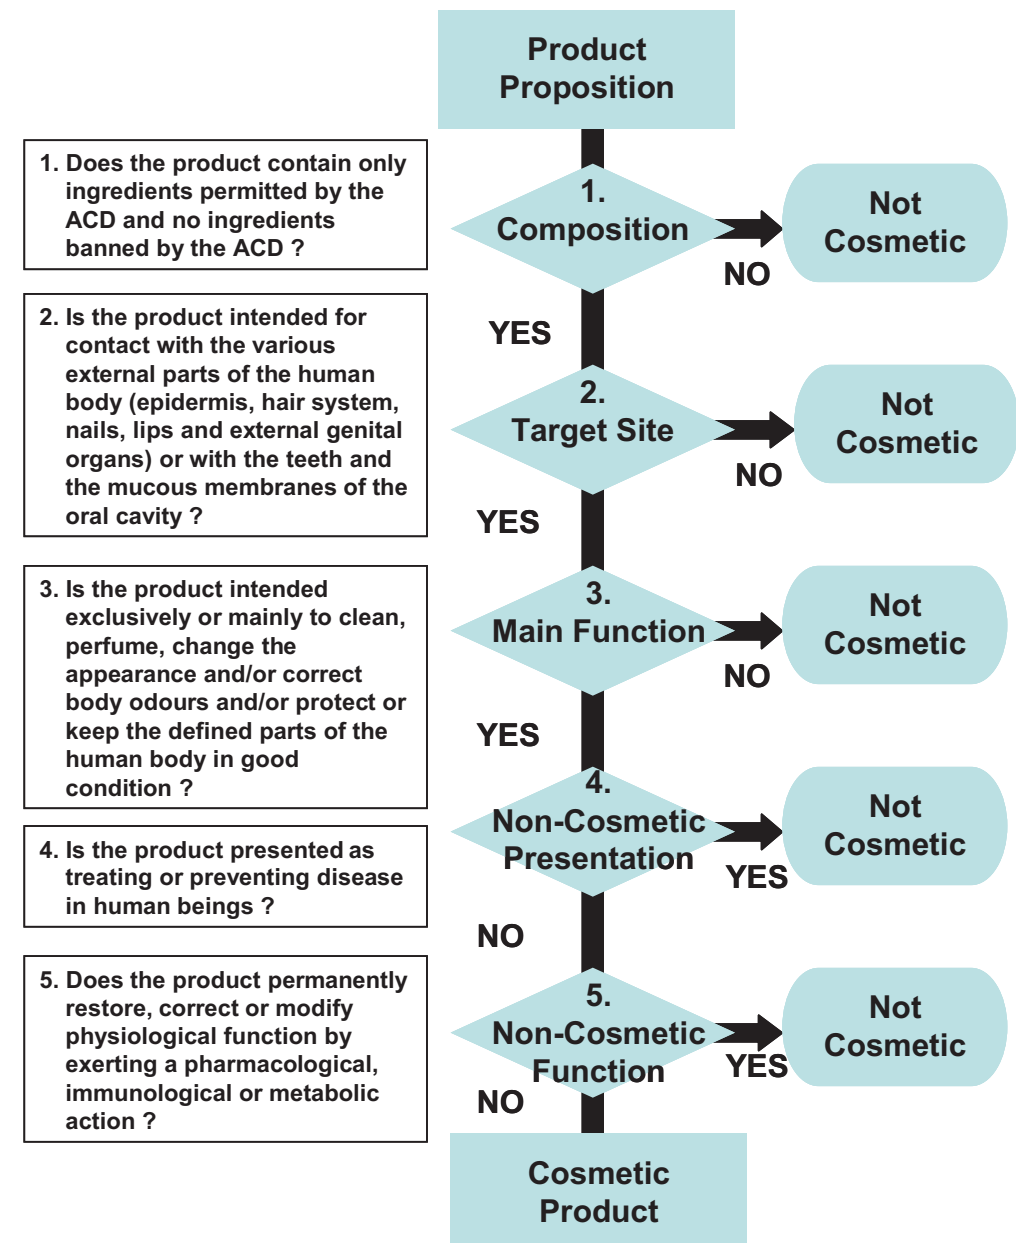 Product
Proposition
1. Does the product contain only
ingredients permitted by the
ACD and no ingredients
banned by the ACD ?
1.
Composition
Not
Cosmetic
NO
YES
2. Is the product intended for
contact with the various
external parts of the human
body (epidermis, hair system,
nails, lips and external genital
organs) or with the teeth and
the mucous membranes of the
oral cavity ?
2.
Target Site
Not
Cosmetic
NO
YES
3. Is the product intended
exclusively or mainly to clean,
perfume, change the
appearance and/or correct
body odours and/or protect or
keep the defined parts of the
human body in good
condition ?
3.
Main Function
Not
Cosmetic
NO
YES
4. Is the product presented as
treating or preventing disease
in human beings ?
4.
Non-Cosmetic
Presentation
Not
Cosmetic
YES
NO
5. Does the product permanently
restore, correct or modify
physiological function by
exerting a pharmacological,
immunological or metabolic
action ?
5.
Non-Cosmetic
Function
Not
Cosmetic
YES
NO
Cosmetic
Product